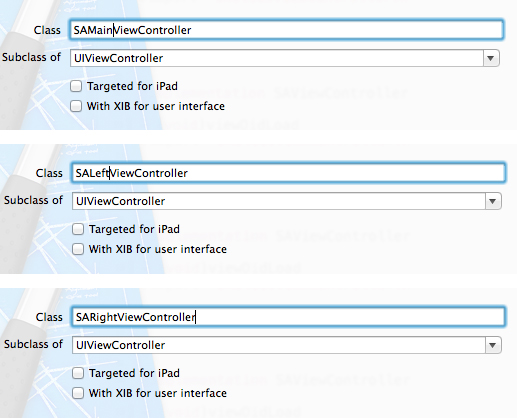 Class SAMainViewController
Subclass of UIViewController
Targeted for iPad
With XIB for user interface
Class SALeftViewController
Subclass of UIViewController
Targeted for iPad
With XIB for user interface
Class SARightViewController
Subclass of UIViewController
Targeted for iPad
With XIB for user interface